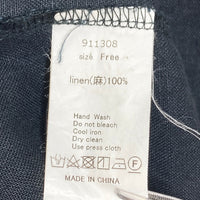 911308
size Free
linen(麻)100%
Hand Wash
Do not bleach
Cool iron
Dry clean
Use press cloth
F
MADE IN CHINA